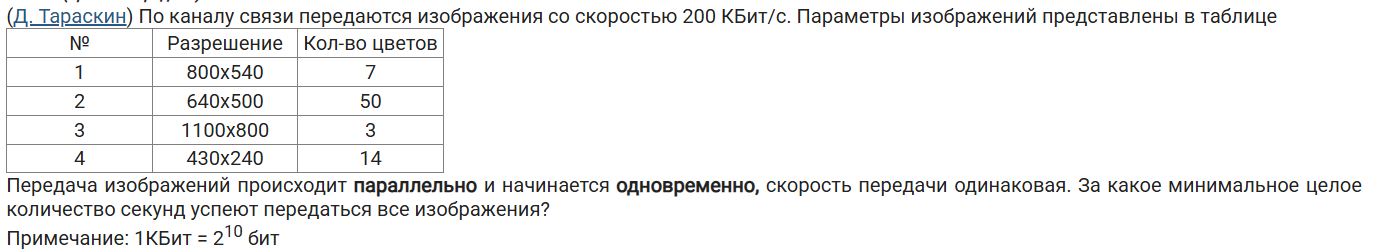 (Д. Тараскин) По каналу связи передаются изображения со скоростью 200 КБит/с. Параметры изображений представлены в таблице
№ Разрешение Кол-во цветов
1 800x540 7
2 640x500 50
3 1100x800 3
4 430x240 14
Передача изображений происходит параллельно и начинается одновременно, скорость передачи одинаковая. За какое минимальное целое
количество секунд успеют передаться все изображения?
Примечание: 1КБит = 2^10 бит